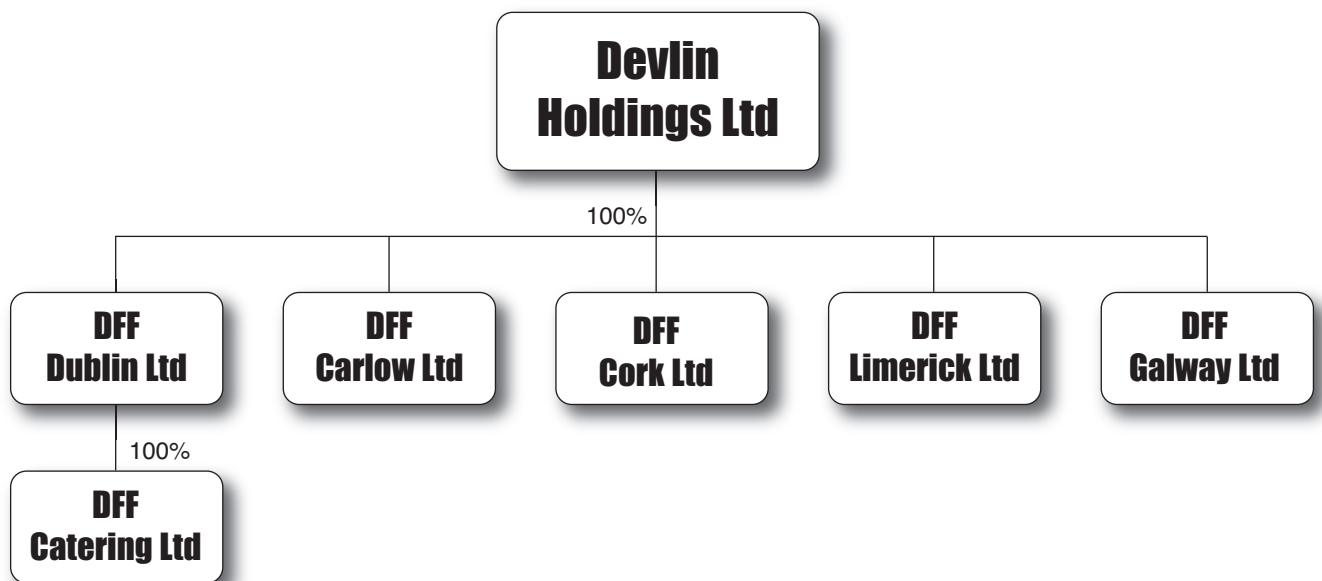 Devlin
Holdings Ltd
100%
DFF
Dublin Ltd
DFF
Carlow Ltd
DFF
Cork Ltd
DFF
Limerick Ltd
DFF
Galway Ltd
100%
DFF
Catering Ltd